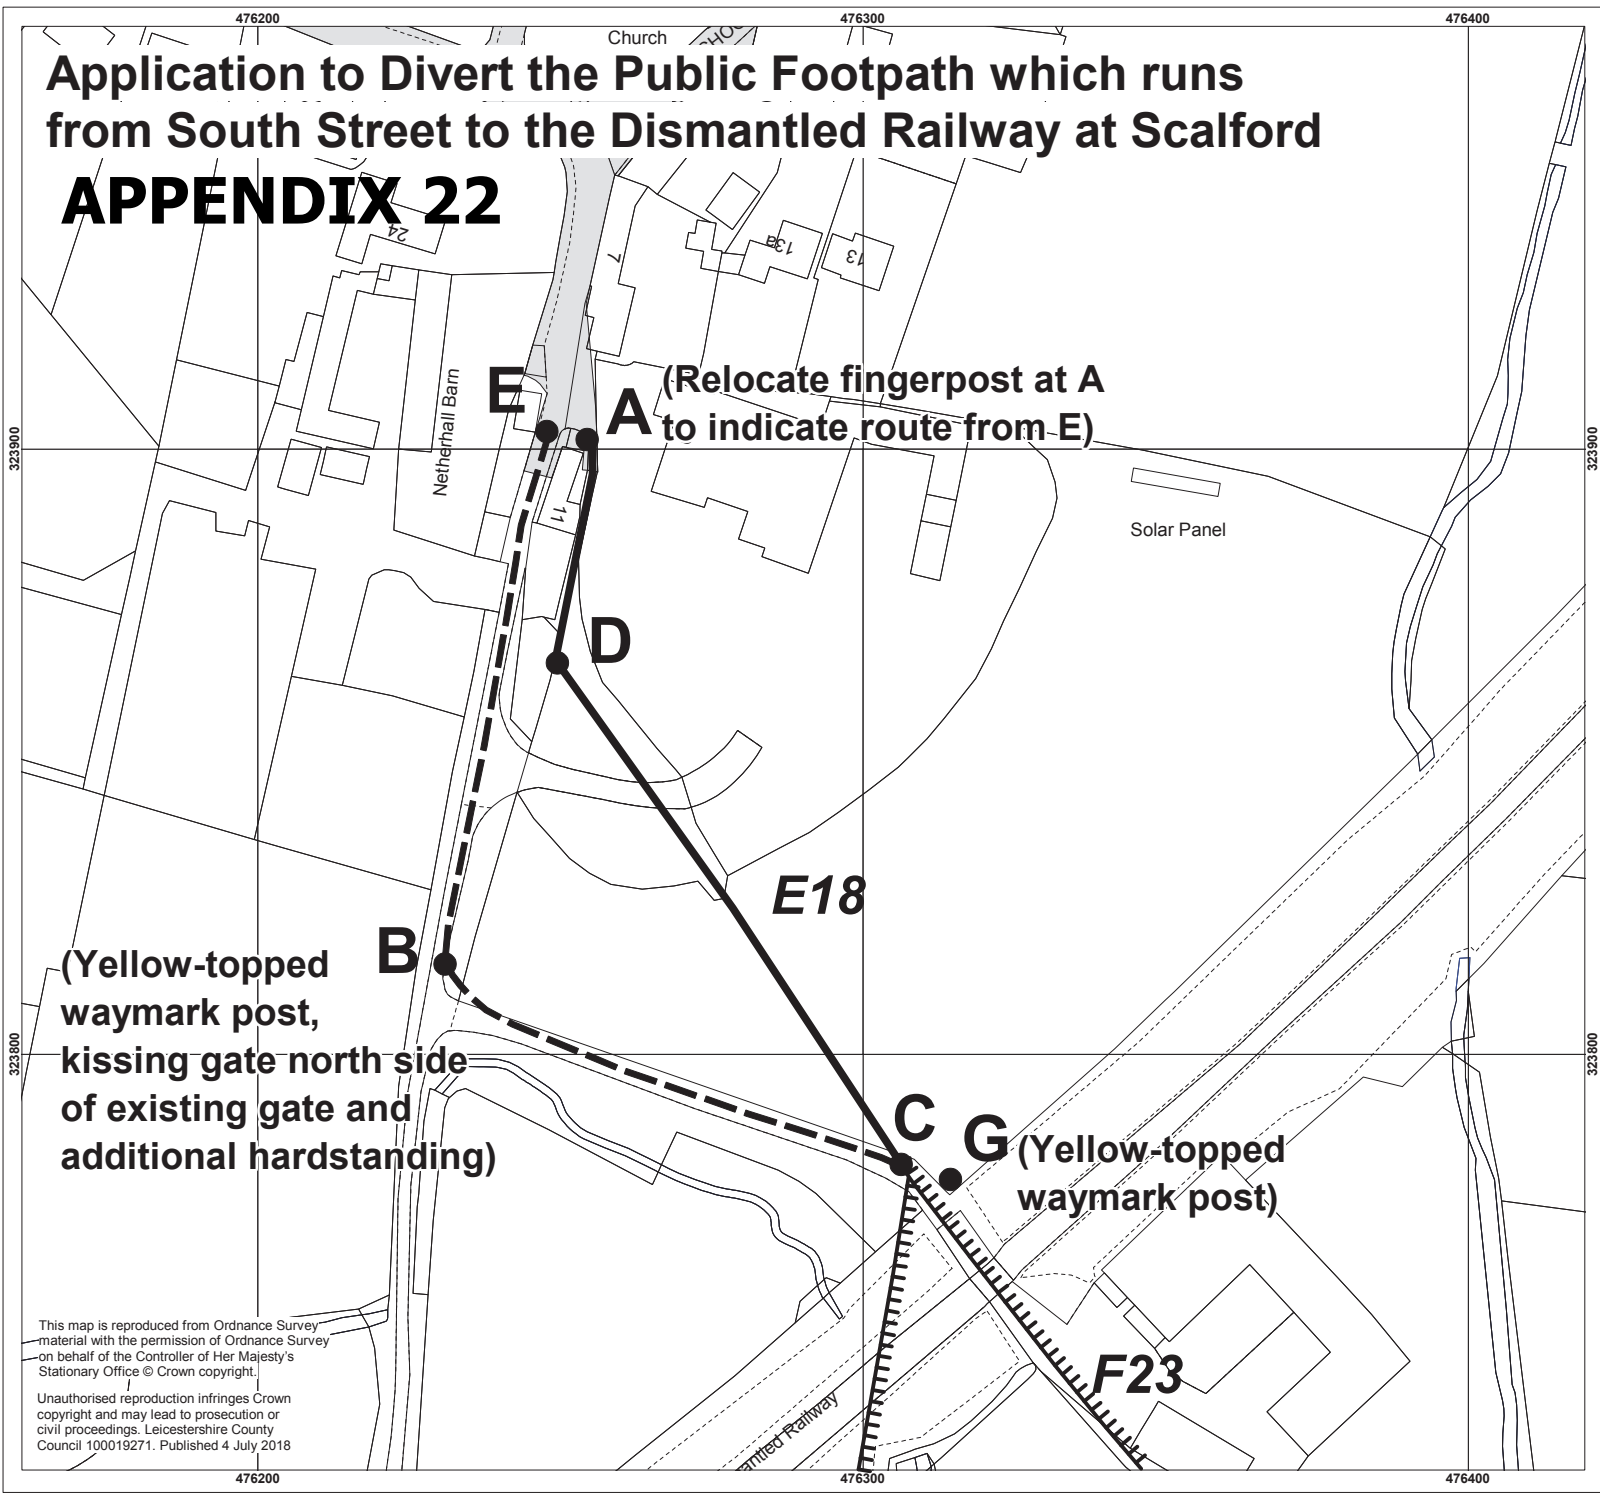 476200
476300
476400
Church
Application to Divert the Public Footpath which runs
from South Street to the Dismantled Railway at Scalford
APPENDIX 22
24
7
13a
13
E
A
(Relocate fingerpost at A
to indicate route from E)
Netherhall Barn
323900
323900
11
Solar Panel
D
E18
B
(Yellow-topped
waymark post,
kissing gate north side
of existing gate and
additional hardstanding)
323800
323800
C
G
(Yellow-topped
waymark post)
F23
antled Railway
This map is reproduced from Ordnance Survey
material with the permission of Ordnance Survey
on behalf of the Controller of Her Majesty's
Stationary Office © Crown copyright.
Unauthorised reproduction infringes Crown
copyright and may lead to prosecution or
civil proceedings. Leicestershire County
Council 100019271. Published 4 July 2018
476200
476300
476400